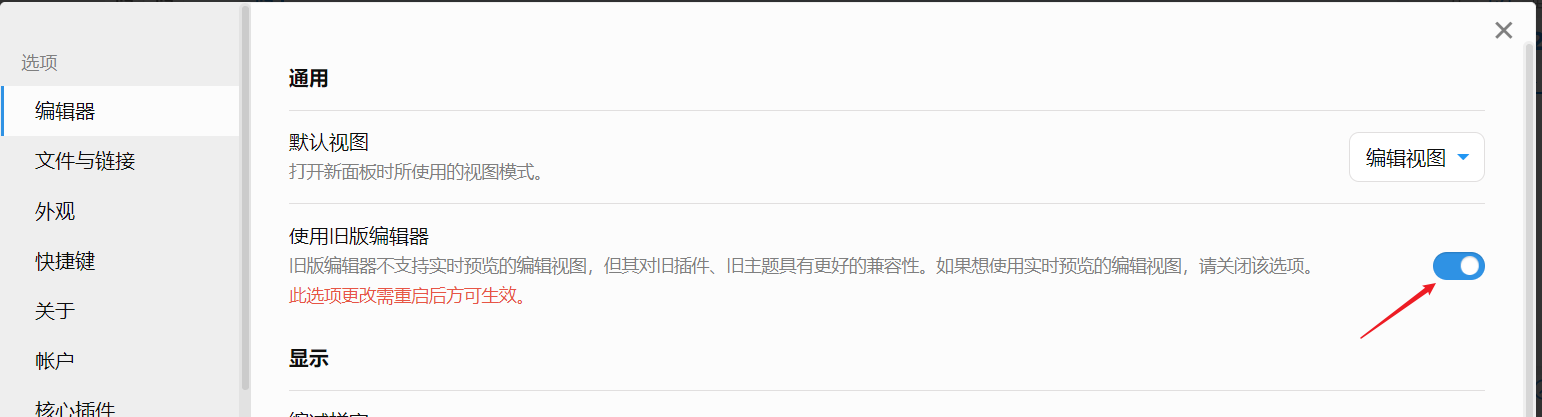 选项
编辑器
文件与链接
外观
快捷键
关于
帐户
核心插件
通用
默认视图
打开新面板时所使用的视图模式。
编辑视图
使用旧版编辑器
旧版编辑器不支持实时预览的编辑视图，但其对旧插件、旧主题具有更好的兼容性。如果想使用实时预览的编辑视图，请关闭该选项。
此选项更改需重启后方可生效。
显示